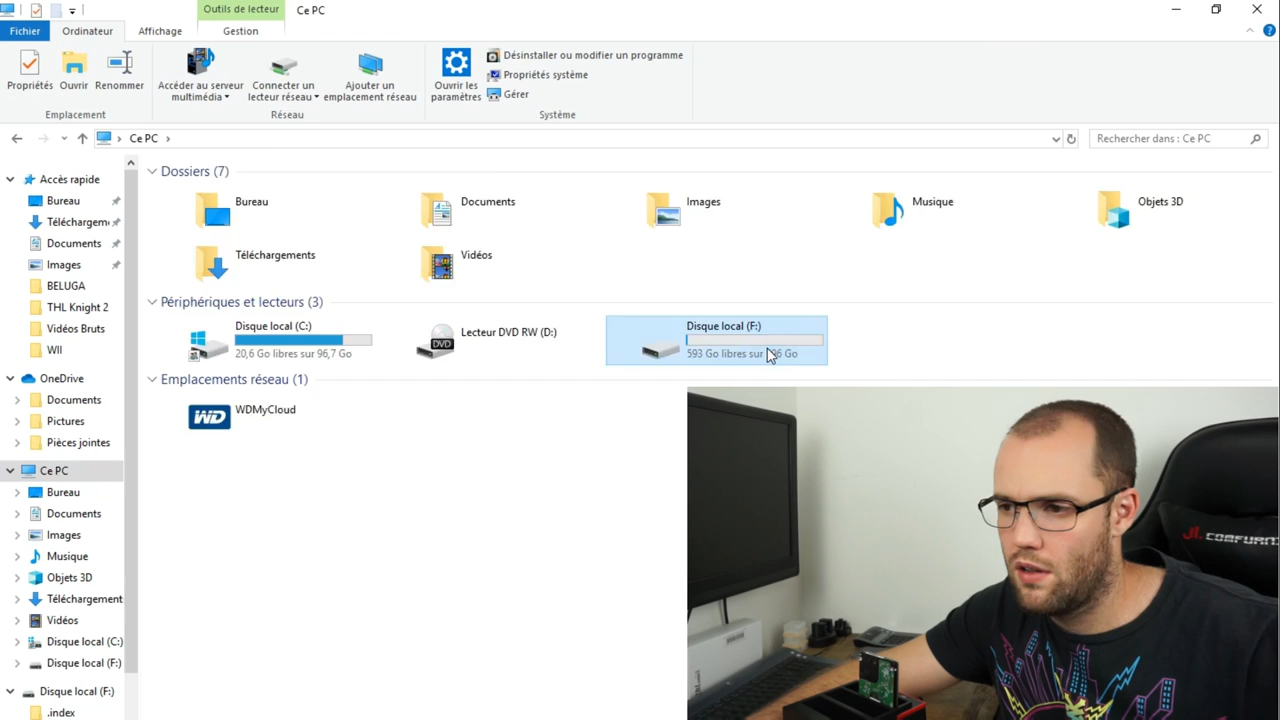 Outils de lecteur
Ce PC
Fichier
Ordinateur
Affichage
Gestion
Propriétés
Ouvrir
Renommer
Accéder au serveur
multimédia
Connecter un
lecteur réseau
Ajouter un
emplacement réseau
Ouvrir les
paramètres
Désinstaller ou modifier un programme
Propriétés système
Gérer
Emplacement
Réseau
Système
Ce PC
Rechercher dans : Ce PC
Accès rapide
Bureau
Téléchargem
Documents
Images
BELUGA
THL Knight 2
Vidéos Bruts
WII
OneDrive
Documents
Pictures
Pièces jointes
Ce PC
Bureau
Documents
Images
Musique
Objets 3D
Téléchargement
Vidéos
Disque local (C:)
Disque local (F:)
Disque local (F:)
.index
Dossiers (7)
Bureau
Documents
Images
Musique
Objets 3D
Téléchargements
Vidéos
Périphériques et lecteurs (3)
Disque local (C:)
20,6 Go libres sur 96,7 Go
DVD
Lecteur DVD RW (D:)
Disque local (F:)
593 Go libres sur Go
Emplacements réseau (1)
WD
WDMyCloud